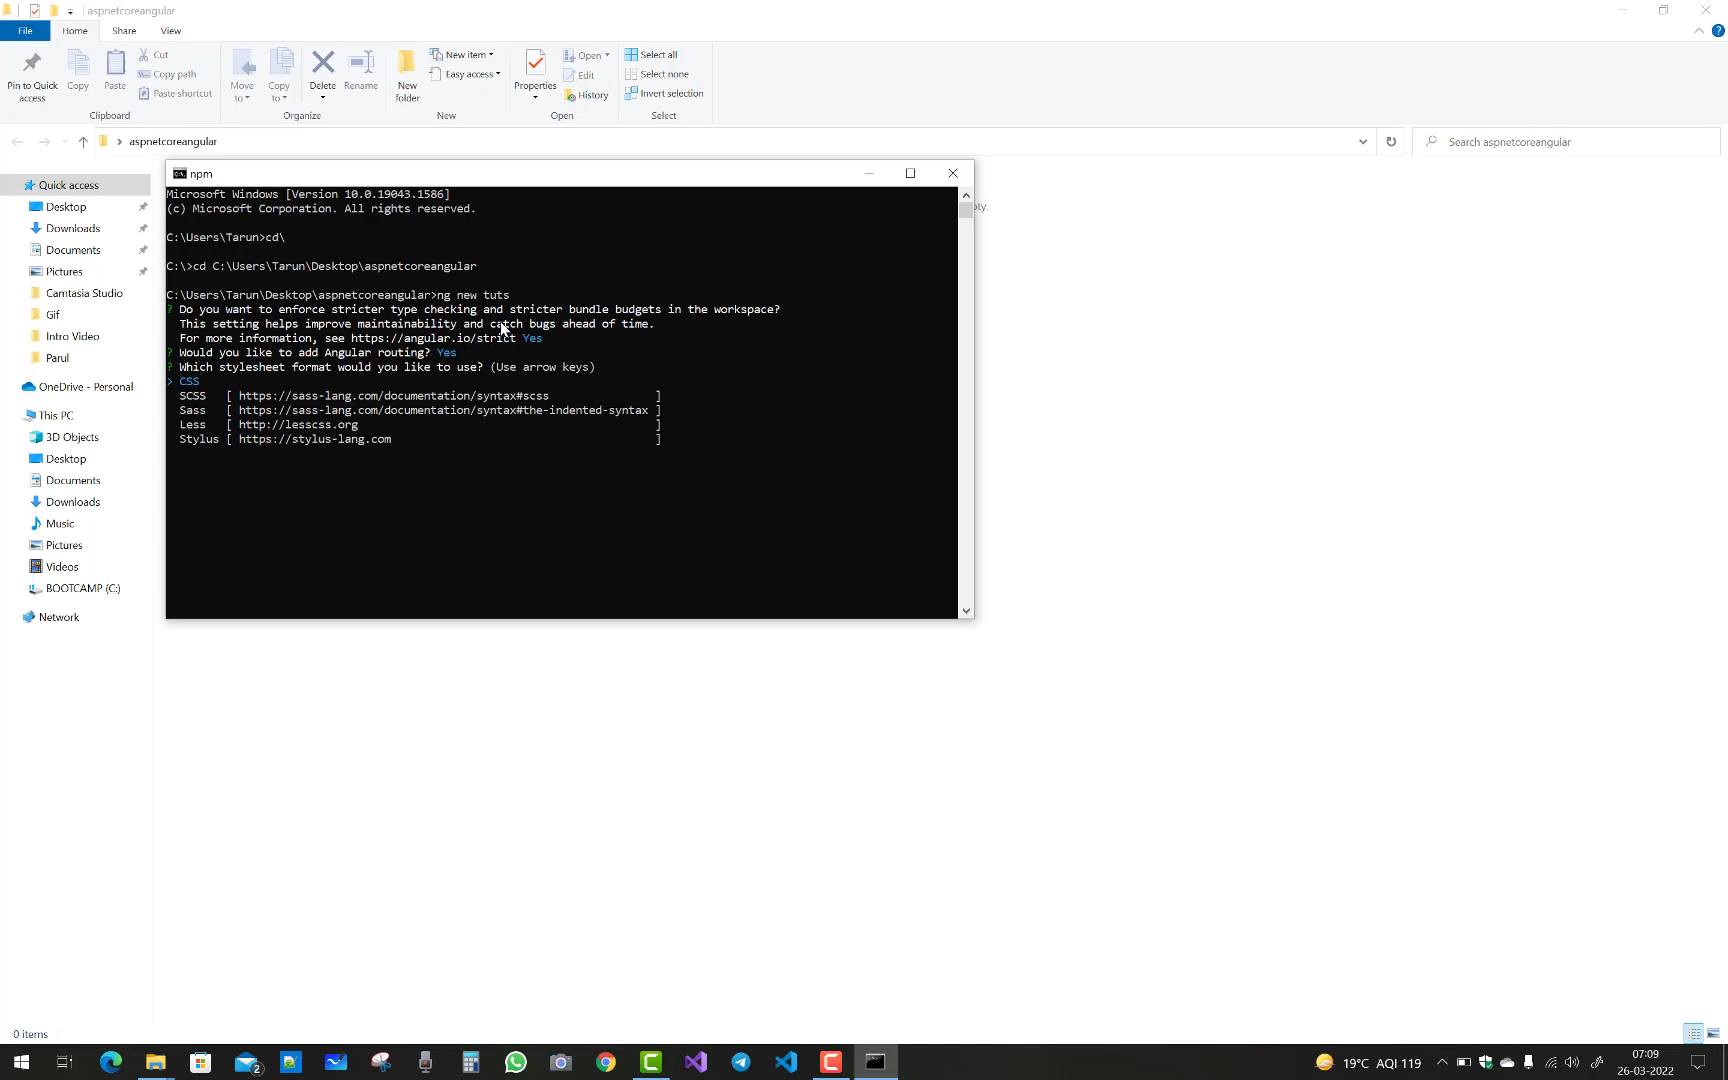 aspnetcoreangular
File Home Share View
Pin to Quick access
Copy
Paste
Cut
Copy path
Paste shortcut
Clipboard
Move to
Copy to
Delete
Rename
Organize
New folder
New item
Easy access
New
Properties
Open
Edit
History
Open
Select all
Select none
Invert selection
Select
aspnetcoreangular
Search aspnetcoreangular
Quick access
Desktop
Downloads
Documents
Pictures
Camtasia Studio
Gif
Intro Video
Parul
OneDrive - Personal
This PC
3D Objects
Desktop
Documents
Downloads
Music
Pictures
Videos
BOOTCAMP (C:)
Network
npm
Microsoft Windows [Version 10.0.19043.1586]
(c) Microsoft Corporation. All rights reserved.
C:\Users\Tarun>cd\
C:\>cd C:\Users\Tarun\Desktop\aspnetcoreangular
C:\Users\Tarun\Desktop\aspnetcoreangular>ng new tuts
? Do you want to enforce stricter type checking and stricter bundle budgets in the workspace?
This setting helps improve maintainability and catch bugs ahead of time.
For more information, see https://angular.io/strict Yes
? Would you like to add Angular routing? Yes
? Which stylesheet format would you like to use? (Use arrow keys)
> CSS
SCSS [ https://sass-lang.com/documentation/syntax#scss ]
Sass [ https://sass-lang.com/documentation/syntax#the-indented-syntax ]
Less [ http://lesscss.org ]
Stylus [ https://stylus-lang.com ]
0 items
2
19°C AQI 119
07:09
26-03-2022